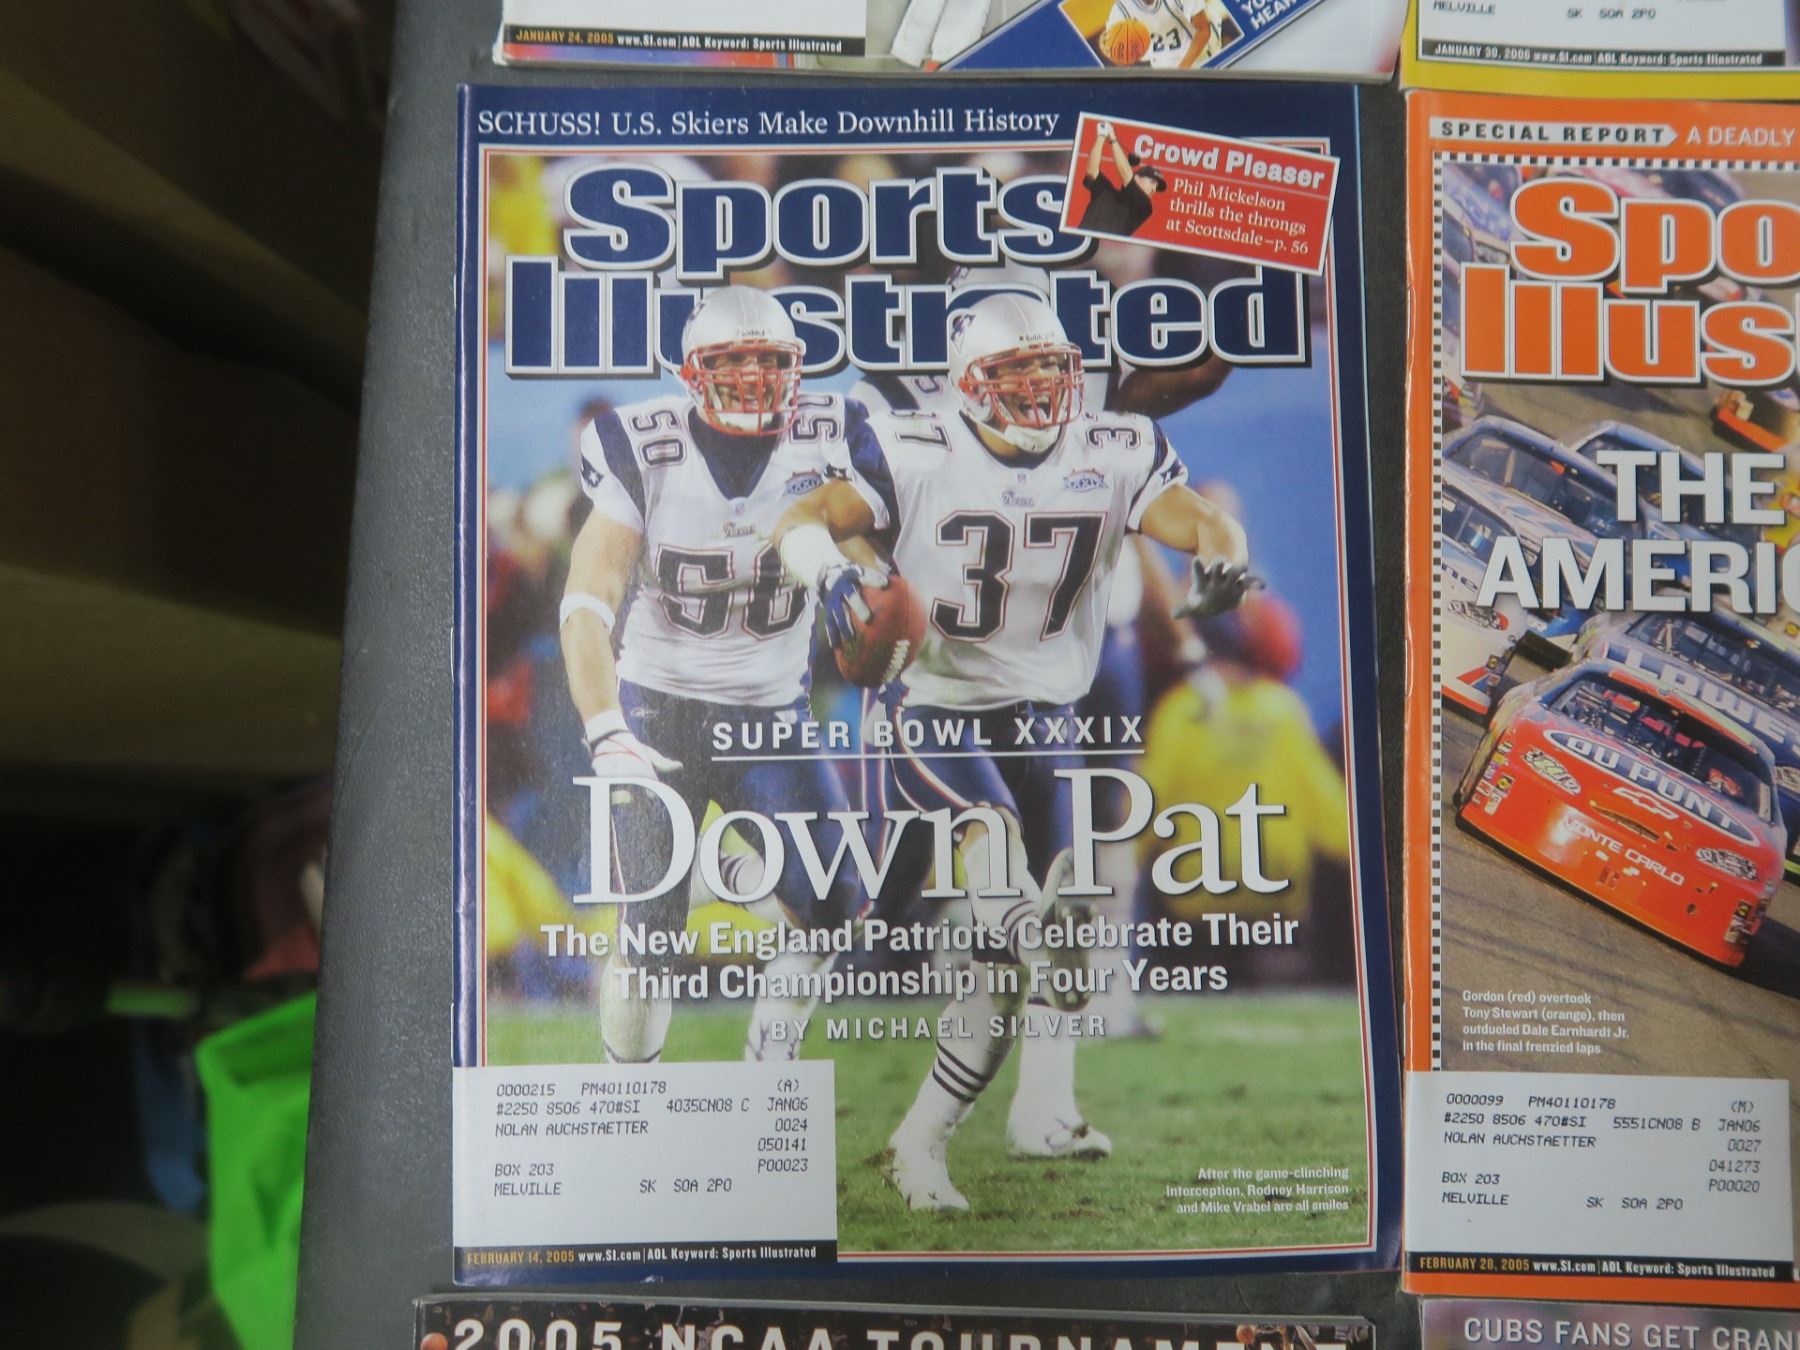 JANUARY 24, 2005 www.SI.com | AOL Keyword: Sports Illustrated
23
YO
HEAR
MELVILLE SK S0A 2P0
JANUARY 30, 2006 www.SI.com | AOL Keyword: Sports Illustrated
SCHUSS! U.S. Skiers Make Downhill History
Crowd Pleaser
Phil Mickelson
thrills the throngs
at Scottsdale–p. 56
Sports
Illustrated
50
37
SUPER BOWL XXXIX
Down Pat
The New England Patriots Celebrate Their
Third Championship in Four Years
BY MICHAEL SILVER
0000215 PM40110178 (A)
#2250 8506 470#SI 4035CN08 C JAN06
NOLAN AUCHSTAETTER 0024
050141
BOX 203 P00023
MELVILLE SK S0A 2P0
After the game-clinching
interception, Rodney Harrison
and Mike Vrabel are all smiles
FEBRUARY 14, 2005 www.SI.com | AOL Keyword: Sports Illustrated
SPECIAL REPORT A DEADLY
Spo
Illus
THE
AMERIC
LOWE'S
DU PONT
MONTE CARLO
Gordon (red) overtook
Tony Stewart (orange), then
outdueled Dale Earnhardt Jr.
in the final frenzied laps
0000099 PM40110178 (M)
#2250 8506 470#SI 5551CN08 B JAN06
NOLAN AUCHSTAETTER 0027
041273
BOX 203 P00020
MELVILLE SK S0A 2P0
FEBRUARY 28, 2005 www.SI.com | AOL Keyword: Sports Illustrated
2005 NCAA TOURNAMENT
CUBS FANS GET CRAN